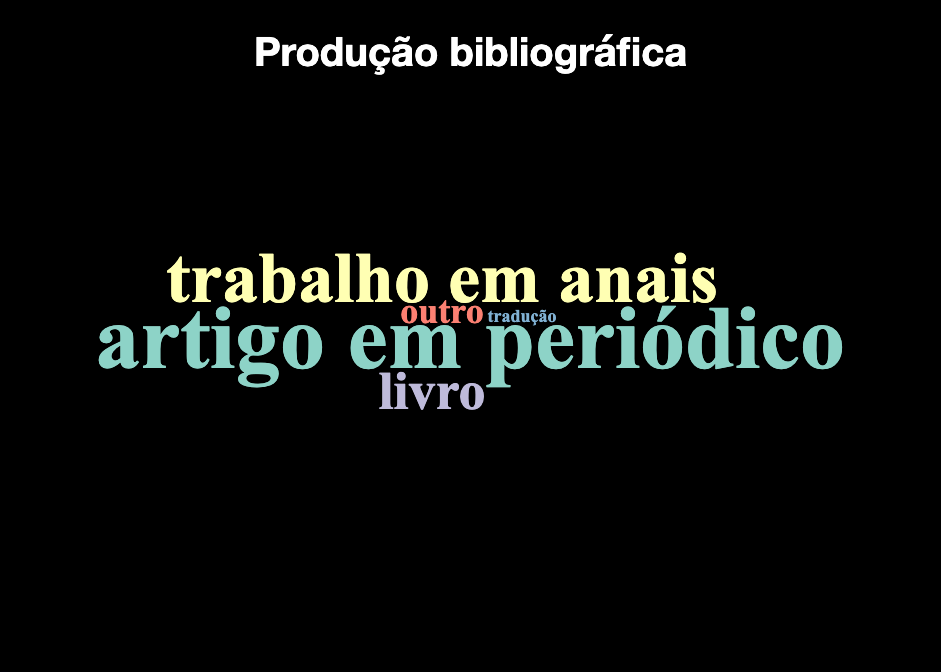 Produção bibliográfica
trabalho em anais
outro tradução
artigo em periódico
livro